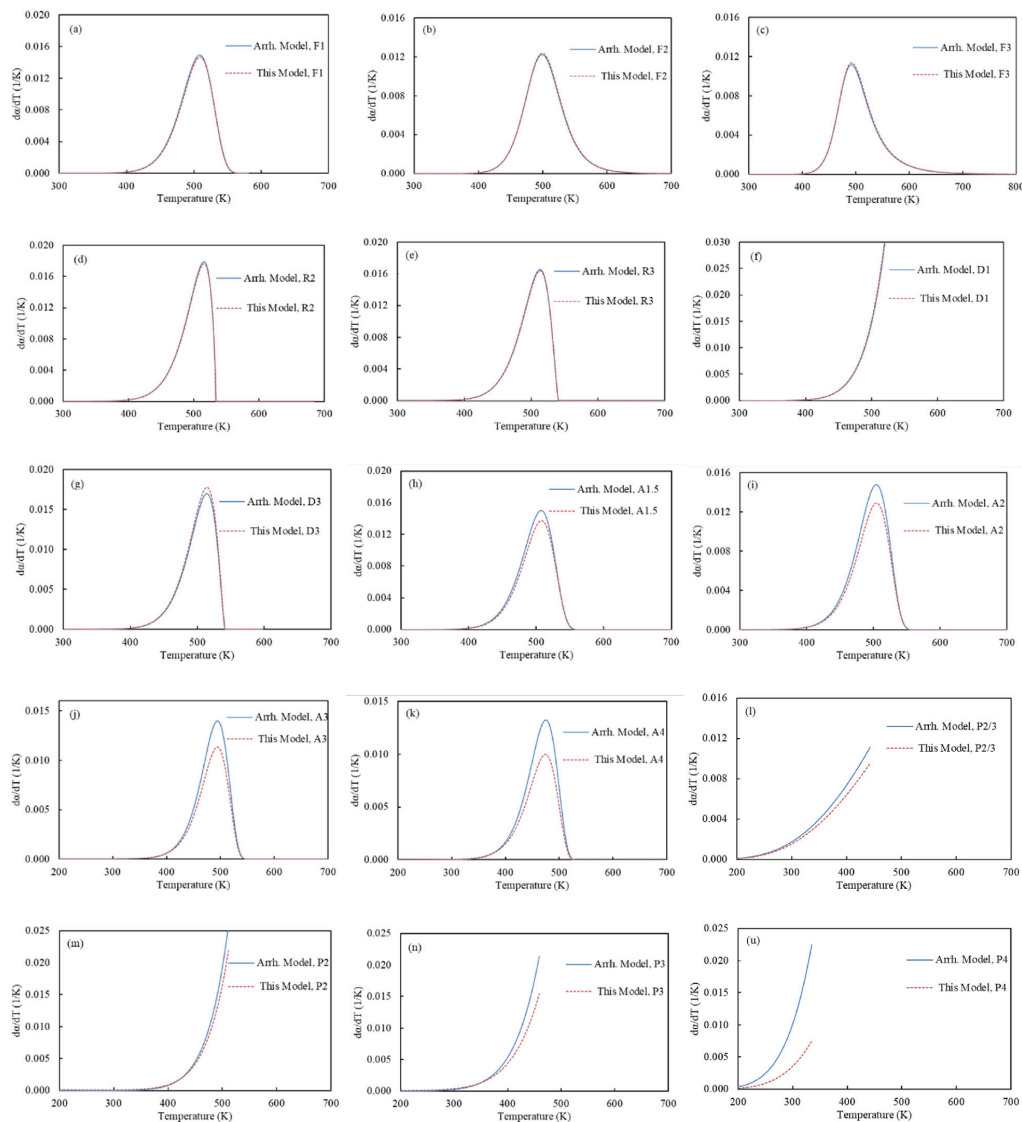 (a)
Arrh. Model, F1
This Model, F1
dα/dT (1/K)
0.020
0.016
0.012
0.008
0.004
0.000
300 400 500 600 700
Temperature (K)
(b)
Arrh. Model, F2
This Model, F2
dα/dT (1/K)
0.016
0.012
0.008
0.004
0.000
300 400 500 600 700
Temperature (K)
(c)
Arrh. Model, F3
This Model, F3
dα/dT (1/K)
0.016
0.012
0.008
0.004
0.000
300 400 500 600 700 800
Temperature (K)
(d)
Arrh. Model, R2
This Model, R2
dα/dT (1/K)
0.020
0.016
0.012
0.008
0.004
0.000
300 400 500 600 700
Temperature (K)
(e)
Arrh. Model, R3
This Model, R3
dα/dT (1/K)
0.020
0.016
0.012
0.008
0.004
0.000
300 400 500 600 700
Temperature (K)
(f)
Arrh. Model, D1
This Model, D1
dα/dT (1/K)
0.030
0.025
0.020
0.015
0.010
0.005
0.000
300 400 500 600 700
Temperature (K)
(g)
Arrh. Model, D3
This Model, D3
dα/dT (1/K)
0.020
0.015
0.010
0.005
0.000
300 400 500 600 700
Temperature (K)
(h)
Arrh. Model, A1.5
This Model, A1.5
dα/dT (1/K)
0.020
0.015
0.010
0.005
0.000
300 400 500 600 700
Temperature (K)
(i)
Arrh. Model, A2
This Model, A2
dα/dT (1/K)
0.016
0.012
0.008
0.004
0.000
300 400 500 600 700
Temperature (K)
(j)
Arrh. Model, A3
This Model, A3
dα/dT (1/K)
0.015
0.010
0.005
0.000
200 300 400 500 600 700
Temperature (K)
(k)
Arrh. Model, A4
This Model, A4
dα/dT (1/K)
0.015
0.010
0.005
0.000
200 300 400 500 600 700
Temperature (K)
(l)
Arrh. Model, P2/3
This Model, P2/3
dα/dT (1/K)
0.016
0.012
0.008
0.004
0.000
200 300 400 500 600 700
Temperature (K)
(m)
Arrh. Model, P2
This Model, P2
dα/dT (1/K)
0.025
0.020
0.015
0.010
0.005
0.000
200 300 400 500 600 700
Temperature (K)
(n)
Arrh. Model, P3
This Model, P3
dα/dT (1/K)
0.025
0.020
0.015
0.010
0.005
0.000
200 300 400 500 600 700
Temperature (K)
(u)
Arrh. Model, P4
This Model, P4
dα/dT (1/K)
0.025
0.020
0.015
0.010
0.005
0.000
200 300 400 500 600 700
Temperature (K)